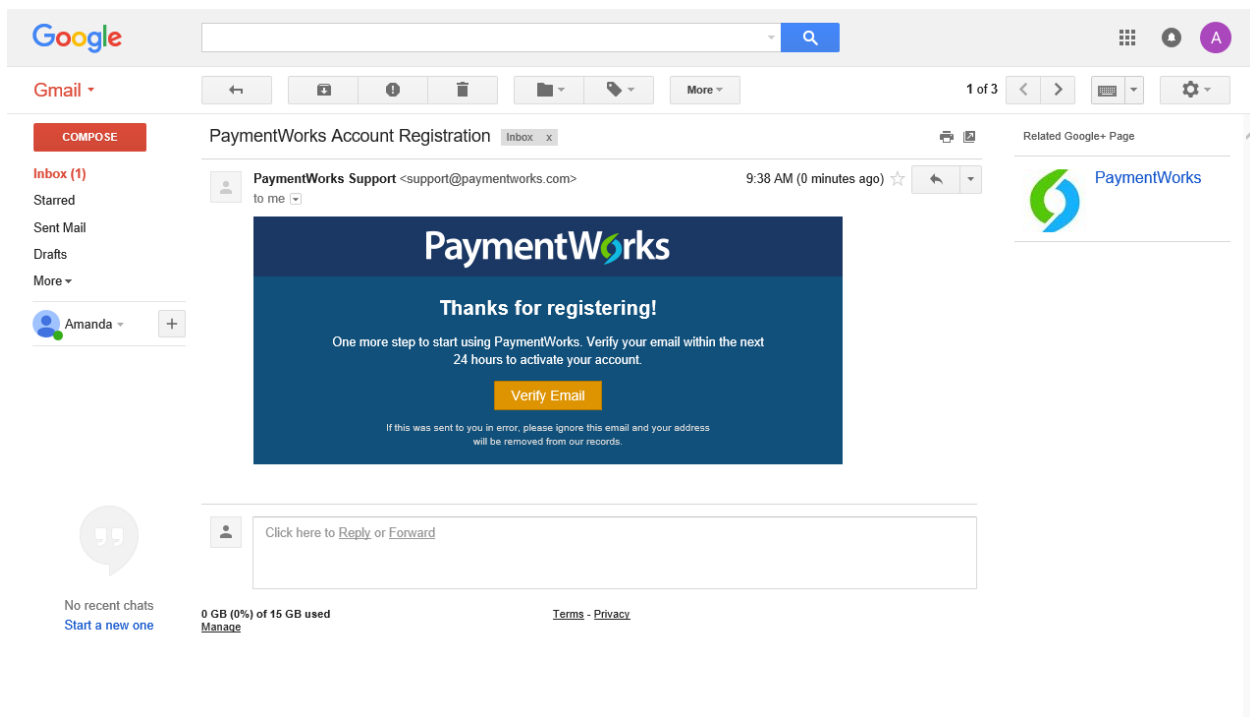 Google
A
Gmail
More
1 of 3
COMPOSE
PaymentWorks Account Registration Inbox x
Related Google+ Page
Inbox (1)
Starred
Sent Mail
Drafts
More
Amanda
+
PaymentWorks Support <support@paymentworks.com>
9:38 AM (0 minutes ago)
to me
PaymentWorks
PaymentWorks
Thanks for registering!
One more step to start using PaymentWorks. Verify your email within the next
24 hours to activate your account.
Verify Email
If this was sent to you in error, please ignore this email and your address
will be removed from our records.
Click here to Reply or Forward
No recent chats
Start a new one
0 GB (0%) of 15 GB used
Manage
Terms - Privacy